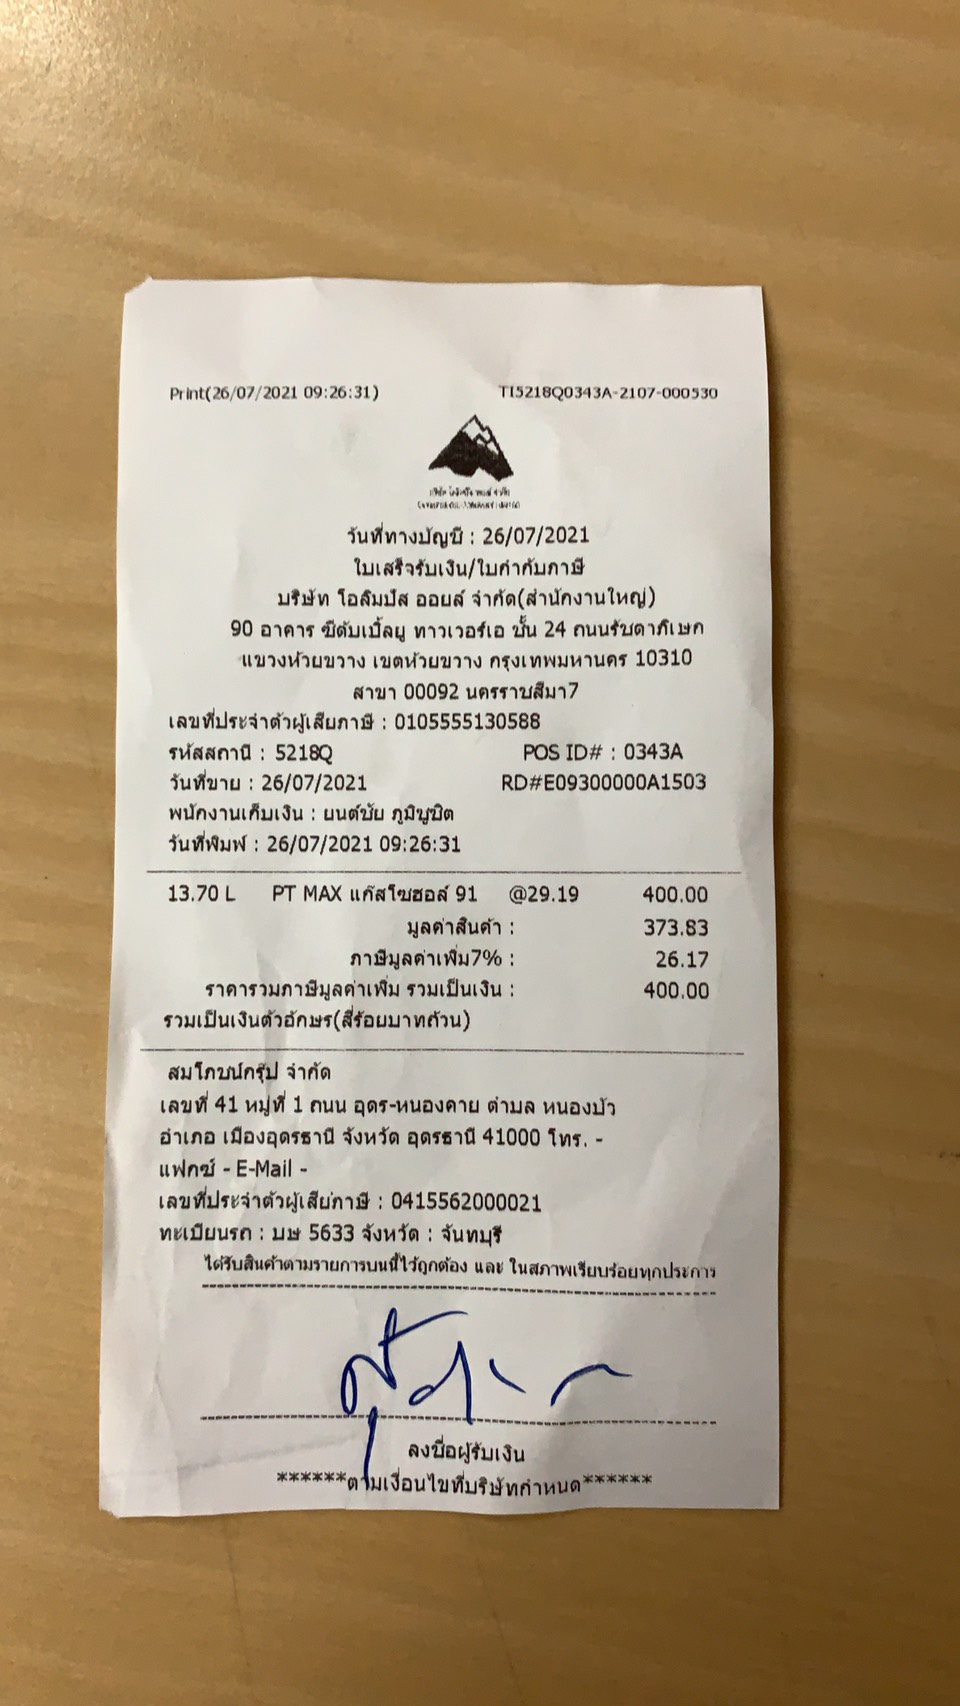 Print(26/07/2021 09:26:31) TI5218Q0343A-2107-000530
วันที่ทางบัญชี : 26/07/2021
ใบเสร็จรับเงิน/ใบกำกับภาษี
บริษัท โอลิมปัส ออยล์ จำกัด(สำนักงานใหญ่)
90 อาคาร ซีดับเบิ้ลยู ทาวเวอร์เอ ชั้น 24 ถนนรัชดาภิเษก
แขวงห้วยขวาง เขตห้วยขวาง กรุงเทพมหานคร 10310
สาขา 00092 นครราชสีมา7
เลขที่ประจำตัวผู้เสียภาษี : 0105555130588
รหัสสถานี : 5218Q POS ID# : 0343A
วันที่ขาย : 26/07/2021 RD#E09300000A1503
พนักงานเก็บเงิน : ยนต์ชัย ภูมิบูชิต
วันที่พิมพ์ : 26/07/2021 09:26:31
13.70 L PT MAX แก๊สโซฮอล์ 91 @29.19 400.00
มูลค่าสินค้า : 373.83
ภาษีมูลค่าเพิ่ม7% : 26.17
ราคารวมภาษีมูลค่าเพิ่ม รวมเป็นเงิน : 400.00
รวมเป็นเงินตัวอักษร(สี่ร้อยบาทถ้วน)
สมโภชน์กรุ๊ป จำกัด
เลขที่ 41 หมู่ที่ 1 ถนน อุดร-หนองคาย ตำบล หนองบัว
อำเภอ เมืองอุดรธานี จังหวัด อุดรธานี 41000 โทร. -
แฟกซ์ - E-Mail -
เลขที่ประจำตัวผู้เสียภาษี : 0415562000021
ทะเบียนรถ : บษ 5633 จังหวัด : จันทบุรี
ได้รับสินค้าตามรายการบนนี้ไว้ถูกต้อง และ ในสภาพเรียบร้อยทุกประการ
ลงชื่อผู้รับเงิน
******ตามเงื่อนไขที่บริษัทกำหนด******